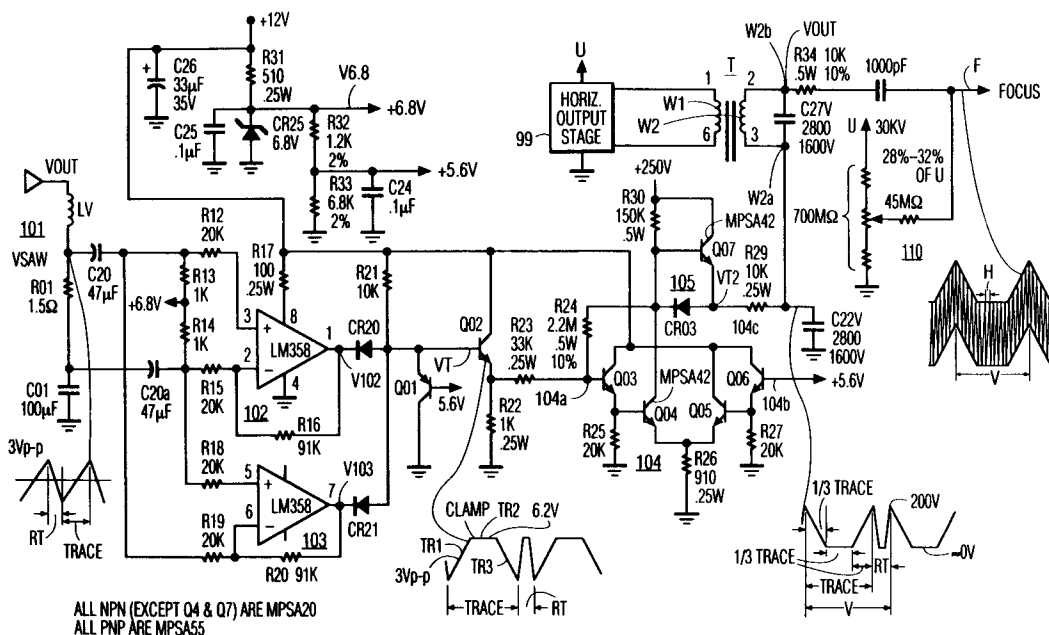 +12V
C26
33µF
35V
+
R31
510
.25W
V6.8
+6.8V
C25
.1µF
CR25
6.8V
R32
1.2K
2%
+5.6V
R33
6.8K
2%
C24
.1µF
U
HORIZ.
OUTPUT
STAGE
99
T
1
2
W1
W2
6
3
W2b
VOUT
R34
.5W
10K
10%
1000pF
F
FOCUS
C27V
2800
1600V
W2a
U
30KV
28%–32%
OF U
45MΩ
700MΩ
110
H
V
VOUT
LV
101
VSAW
R01
1.5Ω
C20
47µF
C01
100µF
C20a
47µF
R12
20K
R13
1K
+6.8V
R14
1K
R15
20K
R17
100
.25W
3
8
+
1
LM358
2
–
4
102
V102
CR20
R16
91K
R18
20K
5
+
LM358
7
6
–
103
V103
CR21
R19
20K
R20 91K
R21
10K
Q02
VT
Q01
5.6V
R23
33K
.25W
R22
1K
.25W
104a
+250V
R30
150K
.5W
MPSA42
Q07
105
VT2
R29
10K
.25W
CR03
104c
C22V
2800
1600V
R24
2.2M
.5W
10%
Q03
MPSA42
Q04
Q05
Q06
+5.6V
104b
R25
20K
104
R26
910
.25W
R27
20K
3Vp-p
RT
TRACE
CLAMP
TR2
6.2V
TR1
3Vp-p
TR3
TRACE
RT
1/3 TRACE
200V
1/3 TRACE
RT
≈0V
TRACE
V
ALL NPN (EXCEPT Q4 & Q7) ARE MPSA20
ALL PNP ARE MPSA55